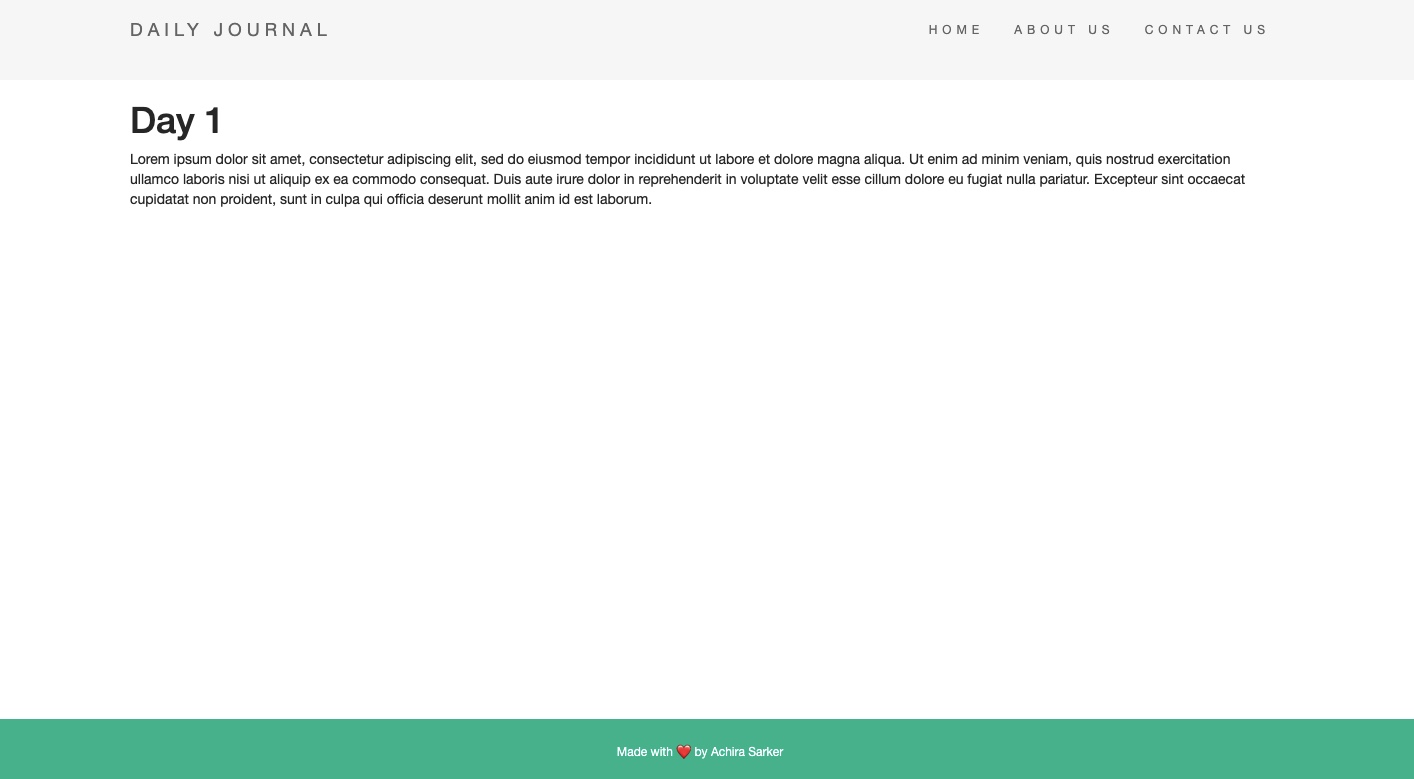 DAILY JOURNAL
HOME ABOUT US CONTACT US
Day 1
Lorem ipsum dolor sit amet, consectetur adipiscing elit, sed do eiusmod tempor incididunt ut labore et dolore magna aliqua. Ut enim ad minim veniam, quis nostrud exercitation
ullamco laboris nisi ut aliquip ex ea commodo consequat. Duis aute irure dolor in reprehenderit in voluptate velit esse cillum dolore eu fugiat nulla pariatur. Excepteur sint occaecat
cupidatat non proident, sunt in culpa qui officia deserunt mollit anim id est laborum.
Made with ❤️ by Achira Sarker